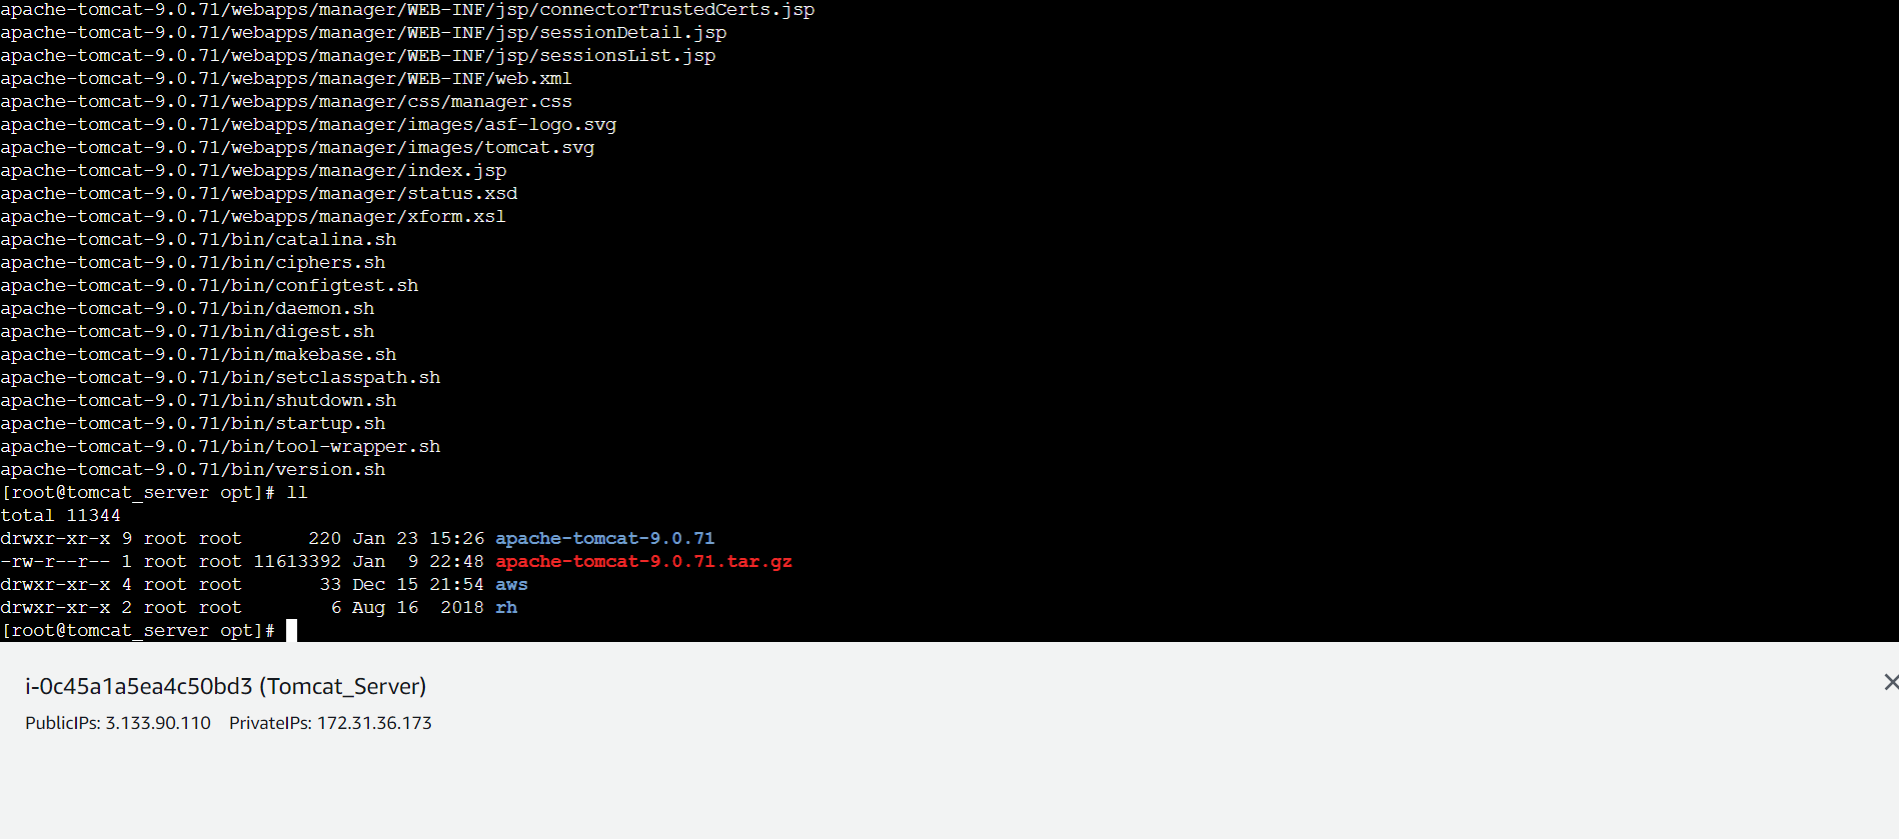 apache-tomcat-9.0.71/webapps/manager/WEB-INF/jsp/connectorTrustedCerts.jsp
apache-tomcat-9.0.71/webapps/manager/WEB-INF/jsp/sessionDetail.jsp
apache-tomcat-9.0.71/webapps/manager/WEB-INF/jsp/sessionsList.jsp
apache-tomcat-9.0.71/webapps/manager/WEB-INF/web.xml
apache-tomcat-9.0.71/webapps/manager/css/manager.css
apache-tomcat-9.0.71/webapps/manager/images/asf-logo.svg
apache-tomcat-9.0.71/webapps/manager/images/tomcat.svg
apache-tomcat-9.0.71/webapps/manager/index.jsp
apache-tomcat-9.0.71/webapps/manager/status.xsd
apache-tomcat-9.0.71/webapps/manager/xform.xsl
apache-tomcat-9.0.71/bin/catalina.sh
apache-tomcat-9.0.71/bin/ciphers.sh
apache-tomcat-9.0.71/bin/configtest.sh
apache-tomcat-9.0.71/bin/daemon.sh
apache-tomcat-9.0.71/bin/digest.sh
apache-tomcat-9.0.71/bin/makebase.sh
apache-tomcat-9.0.71/bin/setclasspath.sh
apache-tomcat-9.0.71/bin/shutdown.sh
apache-tomcat-9.0.71/bin/startup.sh
apache-tomcat-9.0.71/bin/tool-wrapper.sh
apache-tomcat-9.0.71/bin/version.sh
[root@tomcat_server opt]# ll
total 11344
drwxr-xr-x 9 root root      220 Jan 23 15:26 apache-tomcat-9.0.71
-rw-r--r-- 1 root root 11613392 Jan  9 22:48 apache-tomcat-9.0.71.tar.gz
drwxr-xr-x 4 root root       33 Dec 15 21:54 aws
drwxr-xr-x 2 root root        6 Aug 16  2018 rh
[root@tomcat_server opt]#
i-0c45a1a5ea4c50bd3 (Tomcat_Server)
PublicIPs: 3.133.90.110    PrivateIPs: 172.31.36.173